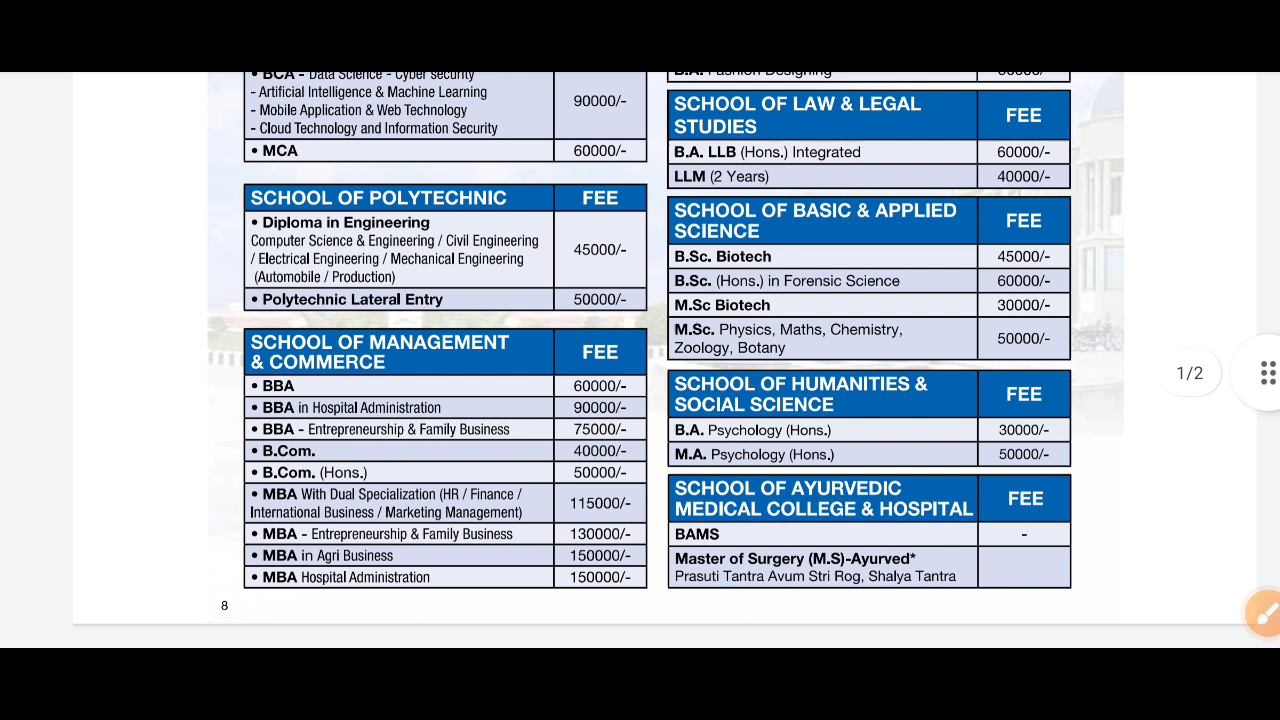 • BCA - Data Science - Cyber security
- Artificial Intelligence & Machine Learning
- Mobile Application & Web Technology
- Cloud Technology and Information Security
90000/-
• MCA 60000/-
SCHOOL OF POLYTECHNIC FEE
• Diploma in Engineering
Computer Science & Engineering / Civil Engineering
/ Electrical Engineering / Mechanical Engineering
(Automobile / Production)
45000/-
• Polytechnic Lateral Entry 50000/-
SCHOOL OF MANAGEMENT
& COMMERCE
FEE
• BBA 60000/-
• BBA in Hospital Administration 90000/-
• BBA - Entrepreneurship & Family Business 75000/-
• B.Com. 40000/-
• B.Com. (Hons.) 50000/-
• MBA With Dual Specialization (HR / Finance /
International Business / Marketing Management)
115000/-
• MBA - Entrepreneurship & Family Business 130000/-
• MBA in Agri Business 150000/-
• MBA Hospital Administration 150000/-
8
B.A. Fashion Designing
SCHOOL OF LAW & LEGAL
STUDIES
FEE
B.A. LLB (Hons.) Integrated 60000/-
LLM (2 Years) 40000/-
SCHOOL OF BASIC & APPLIED
SCIENCE
FEE
B.Sc. Biotech 45000/-
B.Sc. (Hons.) in Forensic Science 60000/-
M.Sc Biotech 30000/-
M.Sc. Physics, Maths, Chemistry,
Zoology, Botany
50000/-
SCHOOL OF HUMANITIES &
SOCIAL SCIENCE
FEE
B.A. Psychology (Hons.) 30000/-
M.A. Psychology (Hons.) 50000/-
SCHOOL OF AYURVEDIC
MEDICAL COLLEGE & HOSPITAL
FEE
BAMS -
Master of Surgery (M.S)-Ayurved*
Prasuti Tantra Avum Stri Rog, Shalya Tantra
1/2